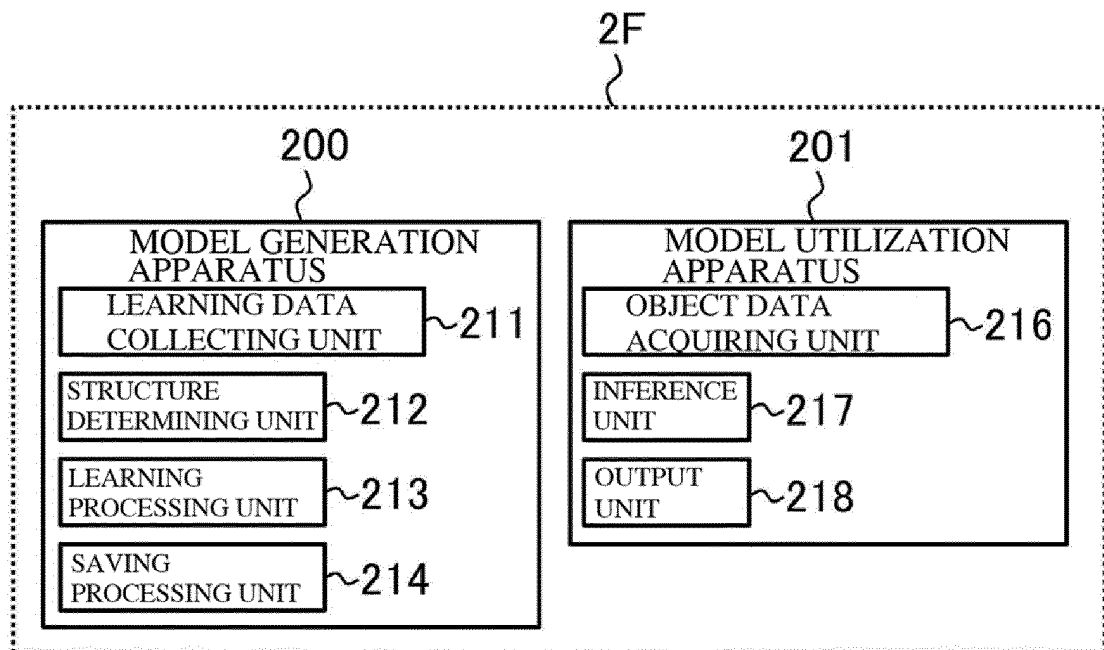 2F
200
MODEL GENERATION
APPARATUS
LEARNING DATA
COLLECTING UNIT
211
STRUCTURE
DETERMINING UNIT
212
LEARNING
PROCESSING UNIT
213
SAVING
PROCESSING UNIT
214
201
MODEL UTILIZATION
APPARATUS
OBJECT DATA
ACQUIRING UNIT
216
INFERENCE
UNIT
217
OUTPUT
UNIT
218